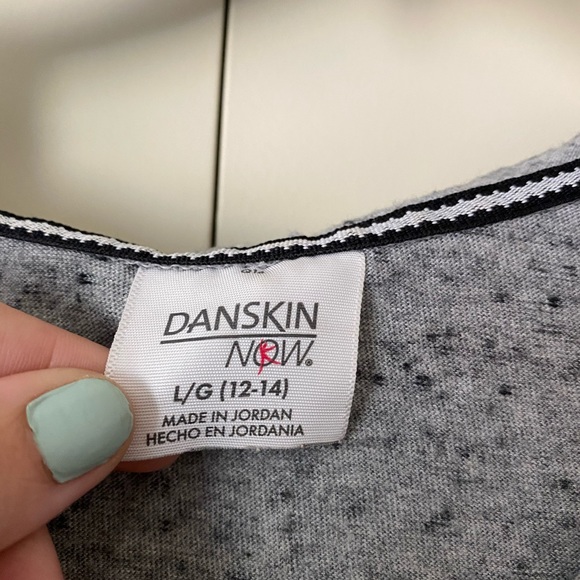 DANSKIN
NOW®
L/G (12-14)
MADE IN JORDAN
HECHO EN JORDANIA